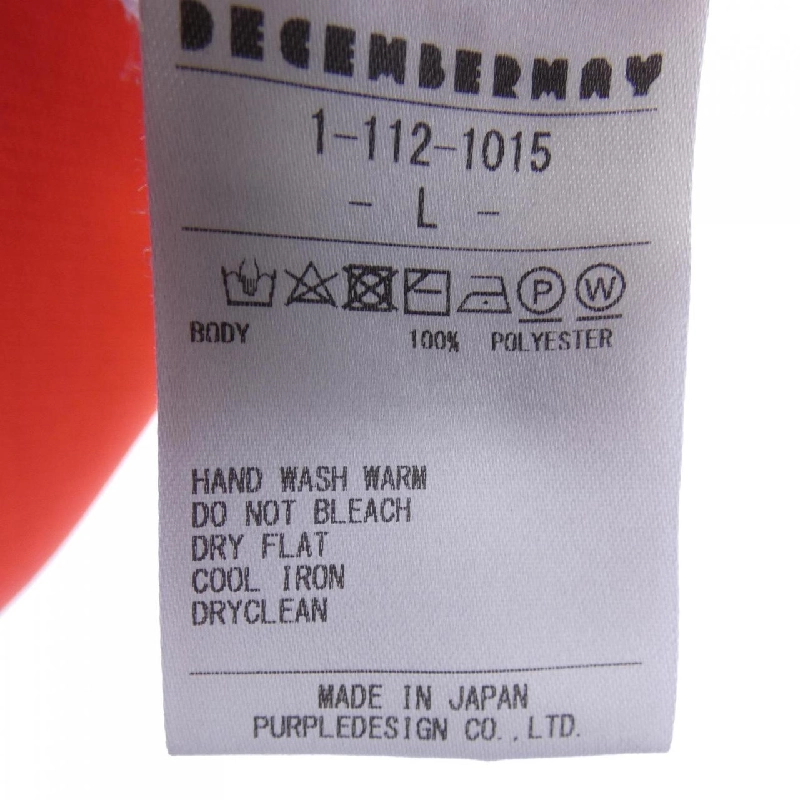 DECEMBERMAY
1-112-1015
- L -
P W
BODY 100% POLYESTER
HAND WASH WARM
DO NOT BLEACH
DRY FLAT
COOL IRON
DRYCLEAN
MADE IN JAPAN
PURPLEDESIGN CO.,LTD.